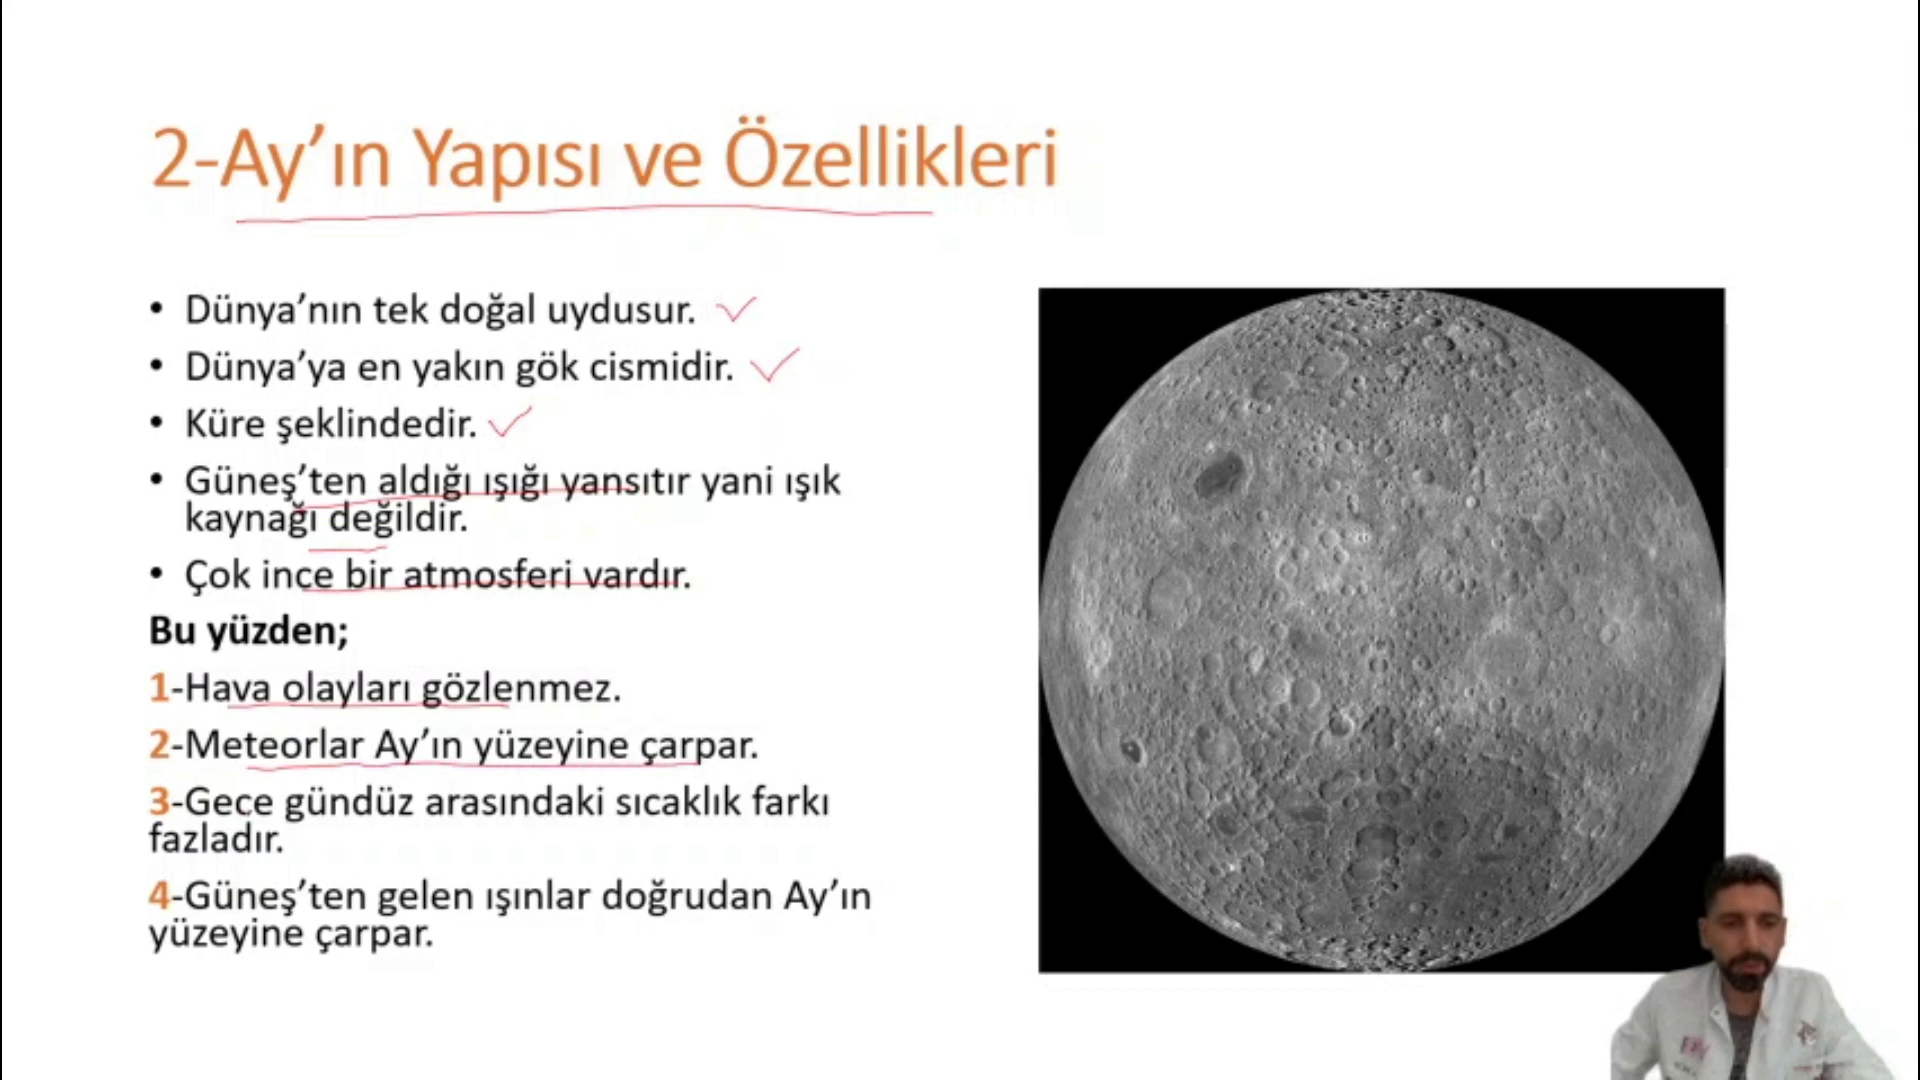 2-Ay’ın Yapısı ve Özellikleri
• Dünya’nın tek doğal uydusur.
• Dünya’ya en yakın gök cismidir.
• Küre şeklindedir.
• Güneş’ten aldığı ışığı yansıtır yani ışık
kaynağı değildir.
• Çok ince bir atmosferi vardır.
Bu yüzden;
1-Hava olayları gözlenmez.
2-Meteorlar Ay’ın yüzeyine çarpar.
3-Gece gündüz arasındaki sıcaklık farkı
fazladır.
4-Güneş’ten gelen ışınlar doğrudan Ay’ın
yüzeyine çarpar.